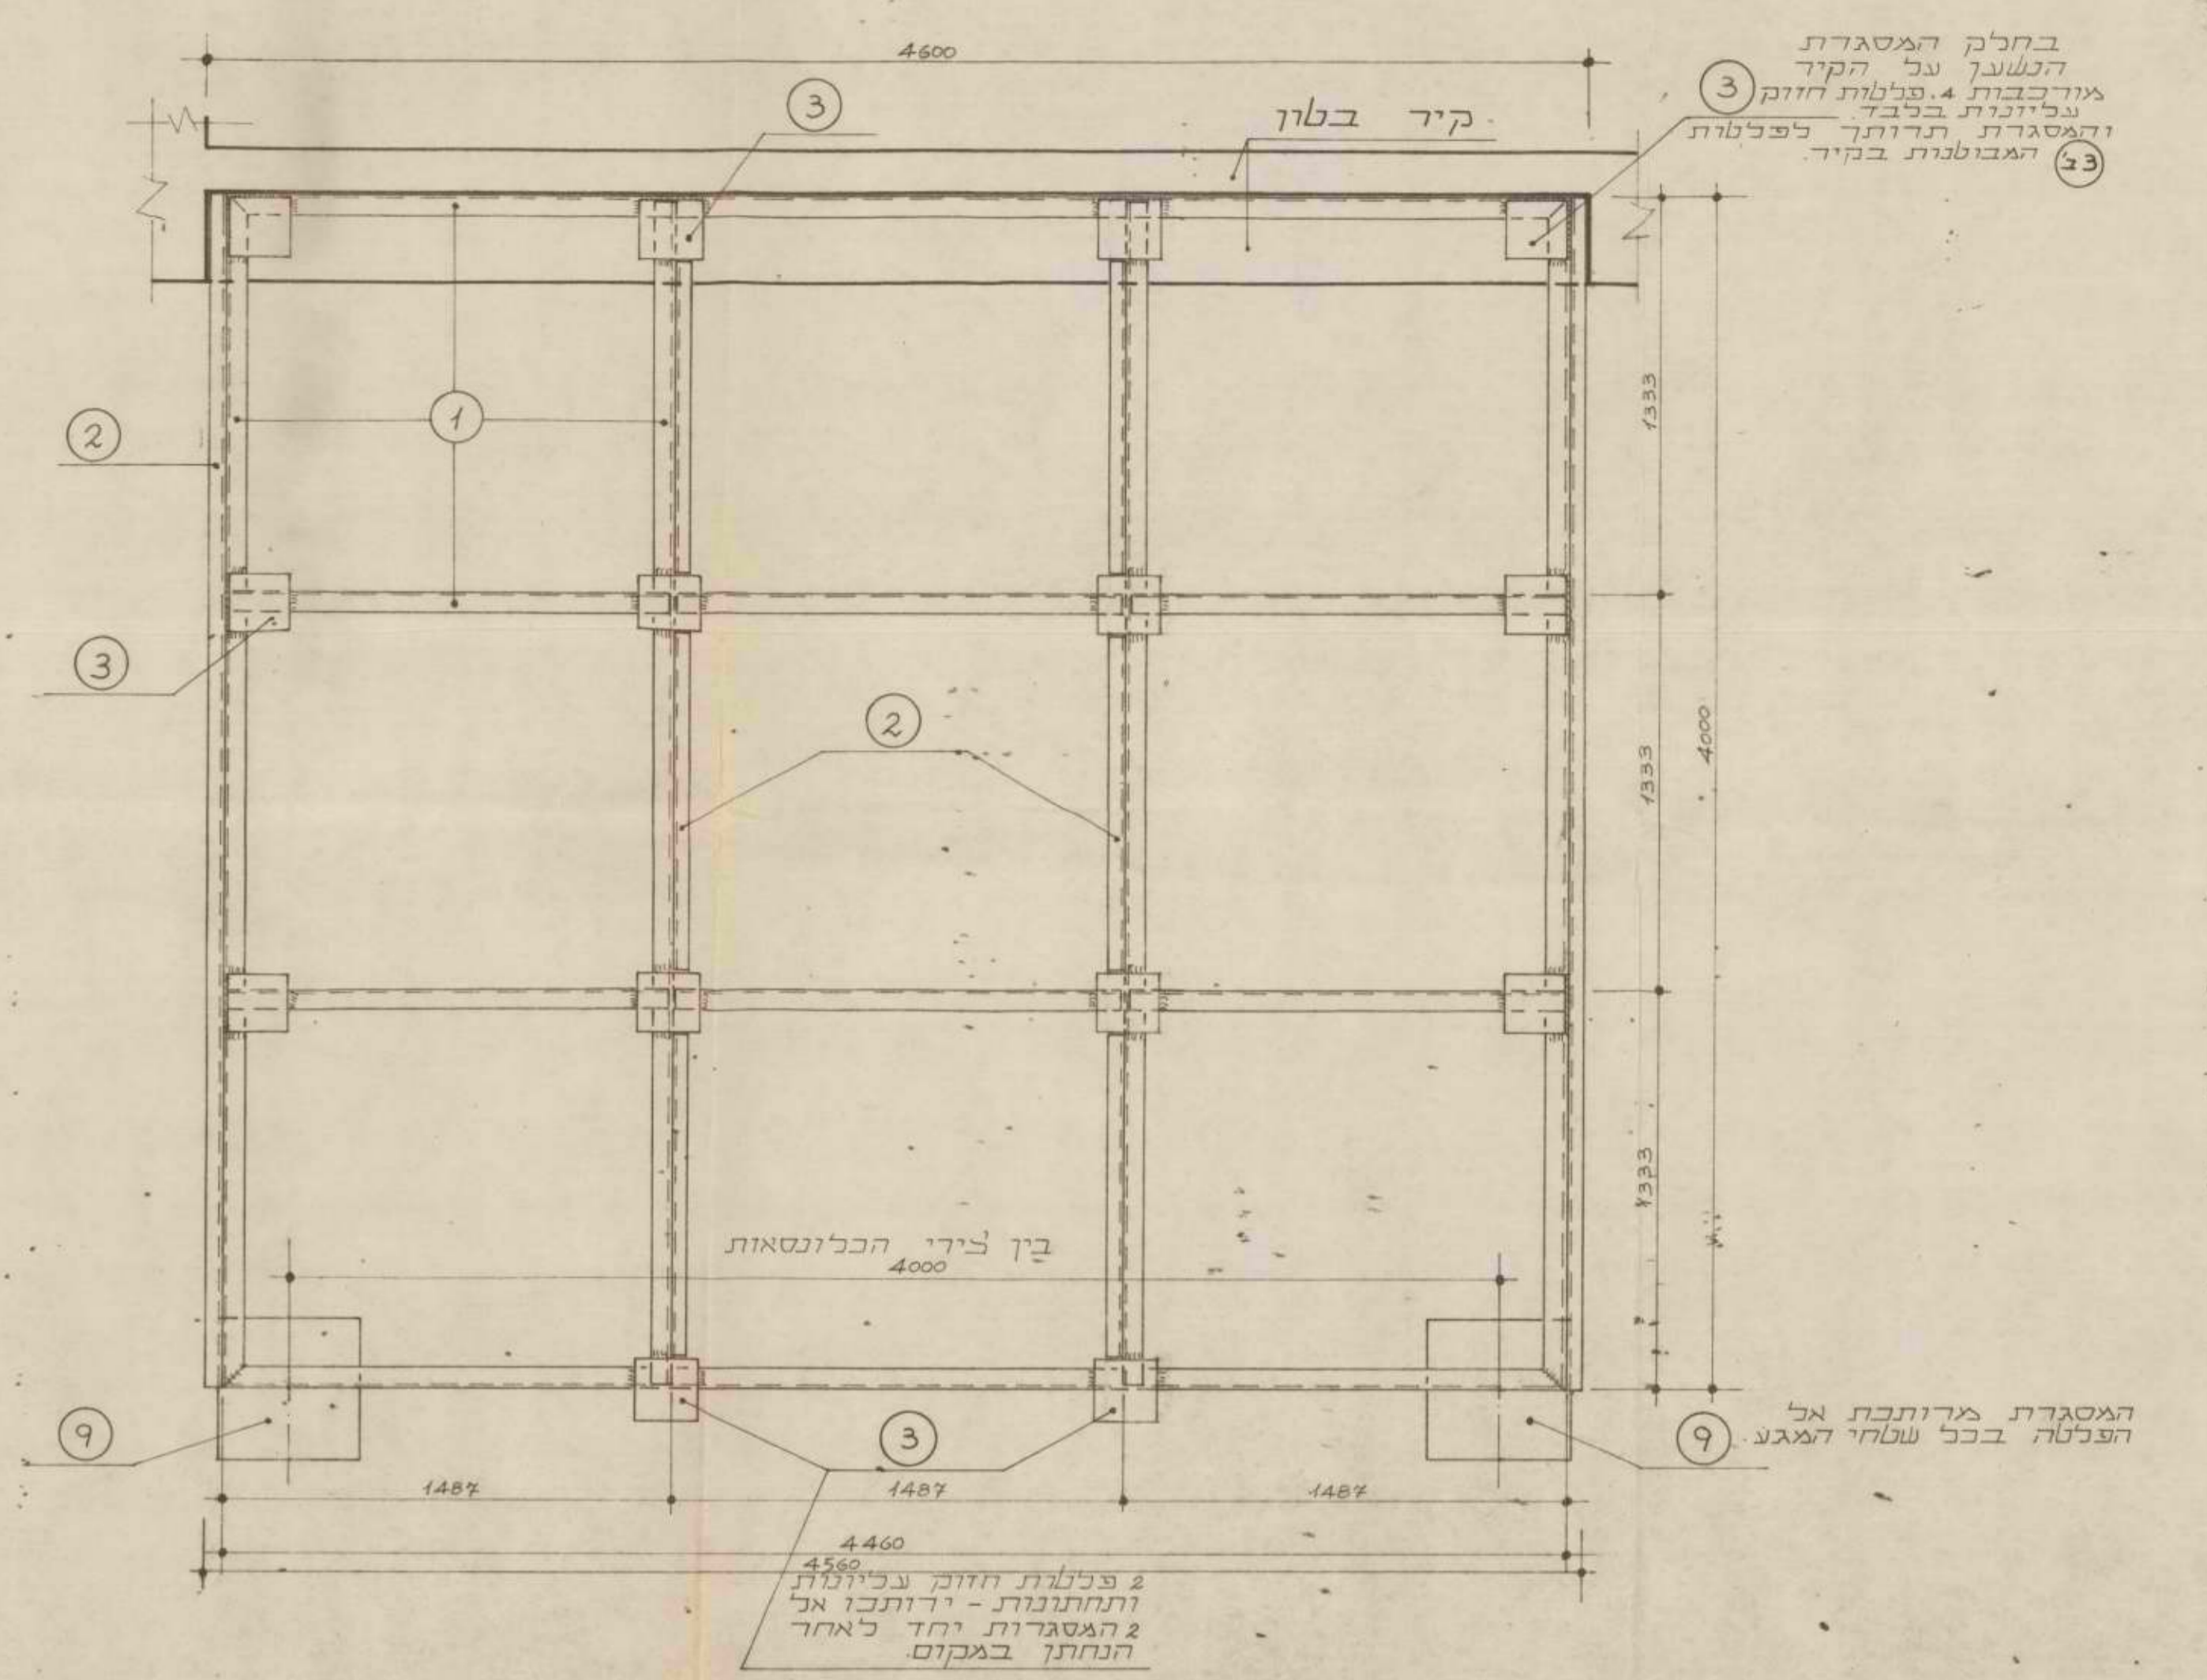 4600
בחלק המסגרת
הנשען על הקיר
מורכבות 4 פלטות חזוק 3
עליונות בלבד.
והמסגרת תרותך לפלטות
המבוטנות בקיר. 3ב'
3
קיר בטון
1
2
1333
3
2
1333
4000
1333
בין צירי הכלונסאות
4000
9
3
9
המסגרת מרותכת אל
הפלטה בכל שטחי המגע.
1487
1487
1487
4460
4560
2 פלטות חזוק עליונות
ותחתונות - ירותכו אל
2 המסגרות יחד לאחר
הנחתן במקום.